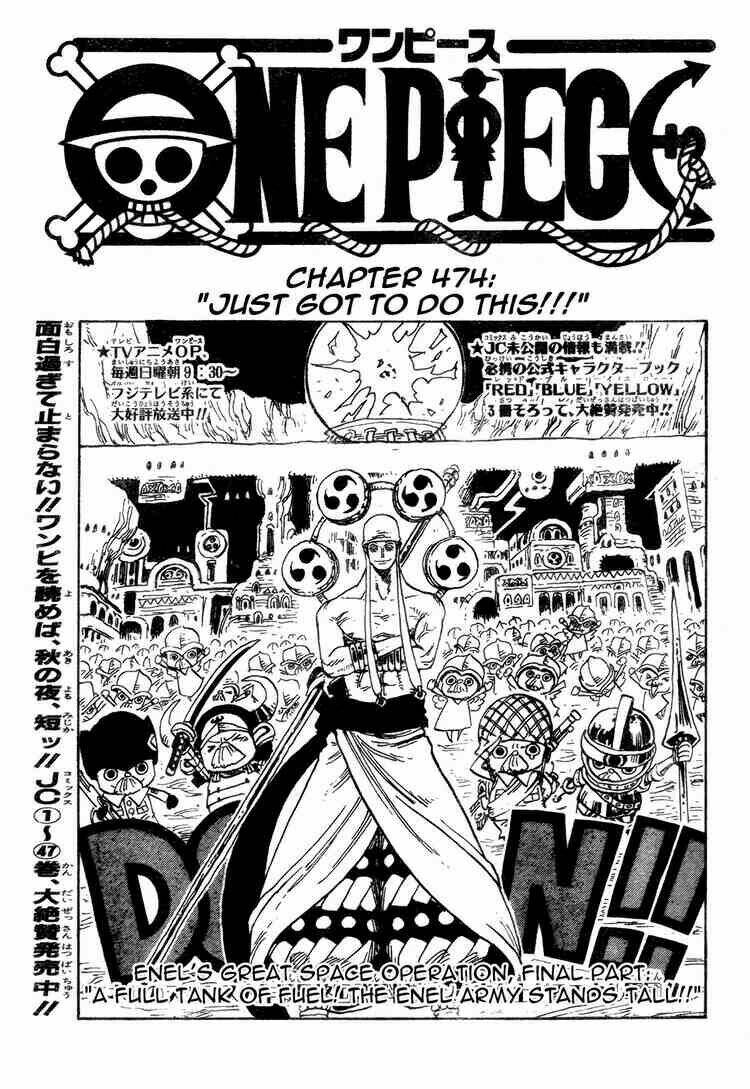 ワンピース
ONE PIECE
CHAPTER 474:
"JUST GOT TO DO THIS!!!"
★TVアニメOP、
毎週日曜朝9:30〜
フジテレビ系にて
大好評放送中!!
★JC未公開の情報も満載!!
必携の公式キャラクターブック
「RED」「BLUE」「YELLOW」
3冊そろって、大絶賛発売中!!
面白過ぎて止まらない!!ワンピを読めば、秋の夜、短ッ!!JC①〜㊼巻、大絶賛発売中!!
DOON!!
ENEL'S GREAT SPACE OPERATION, FINAL PART:
"A FULL TANK OF FUEL! THE ENEL ARMY STANDS TALL!!"